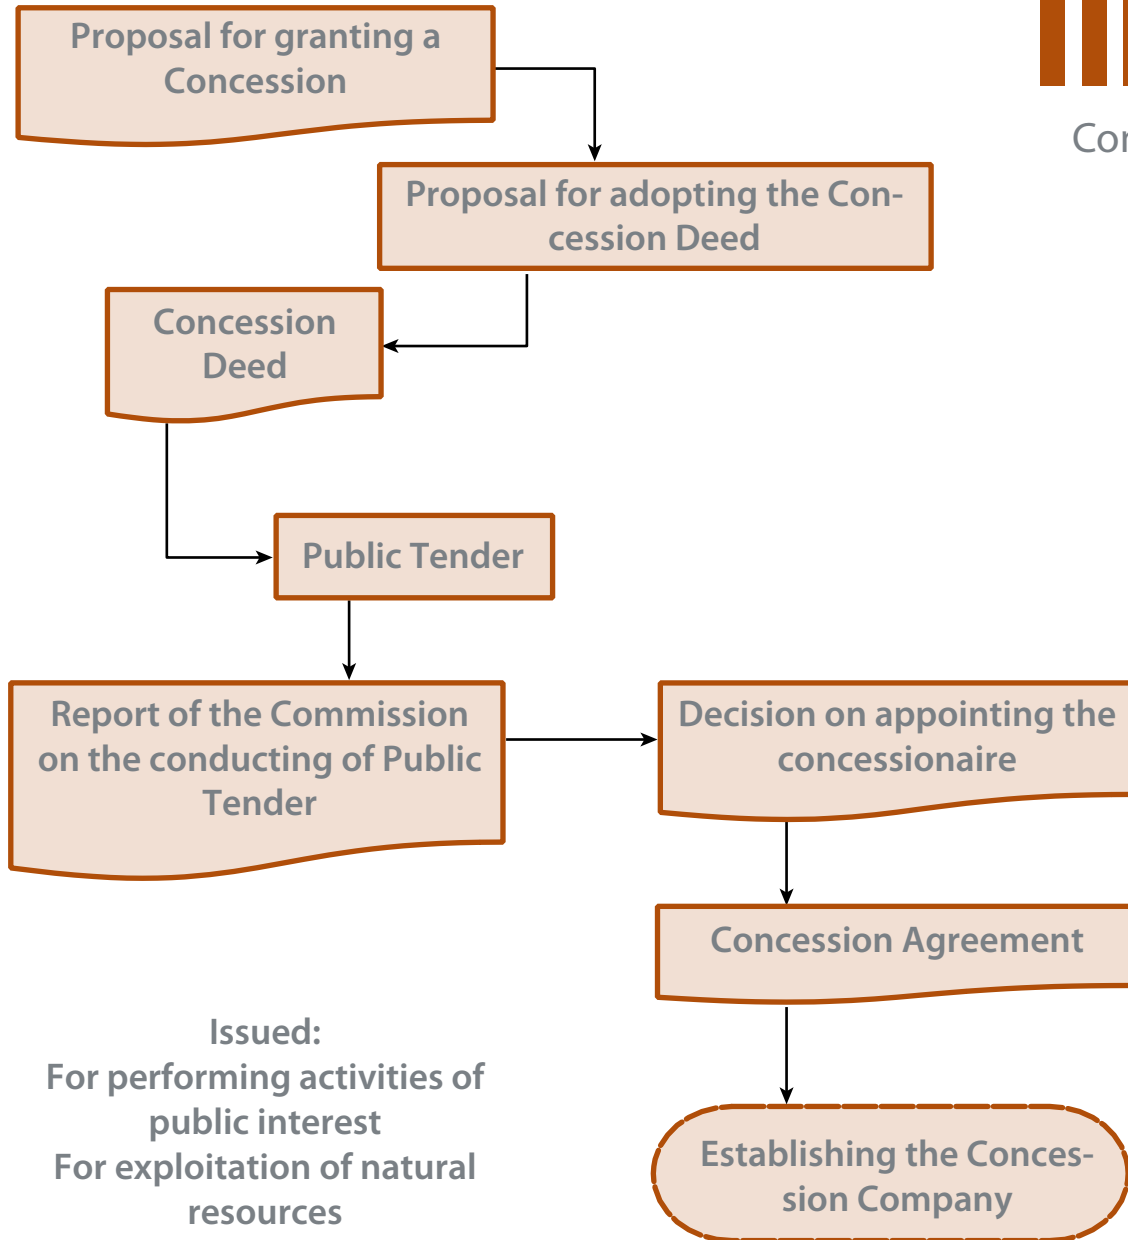 Proposal for granting a
Concession
Cor
Proposal for adopting the Con-
cession Deed
Concession
Deed
Public Tender
Report of the Commission
on the conducting of Public
Tender
Decision on appointing the
concessionaire
Concession Agreement
Issued:
For performing activities of
public interest
For exploitation of natural
resources
Establishing the Conces-
sion Company